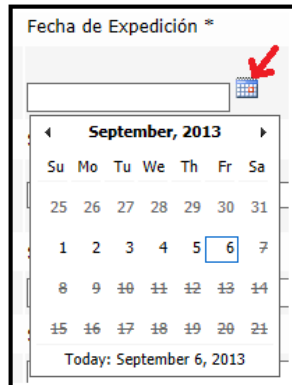 Fecha de Expedición *
September, 2013
Su Mo Tu We Th Fr Sa
25 26 27 28 29 30 31
1 2 3 4 5 6 7
8 9 10 11 12 13 14
15 16 17 18 19 20 21
Today: September 6, 2013